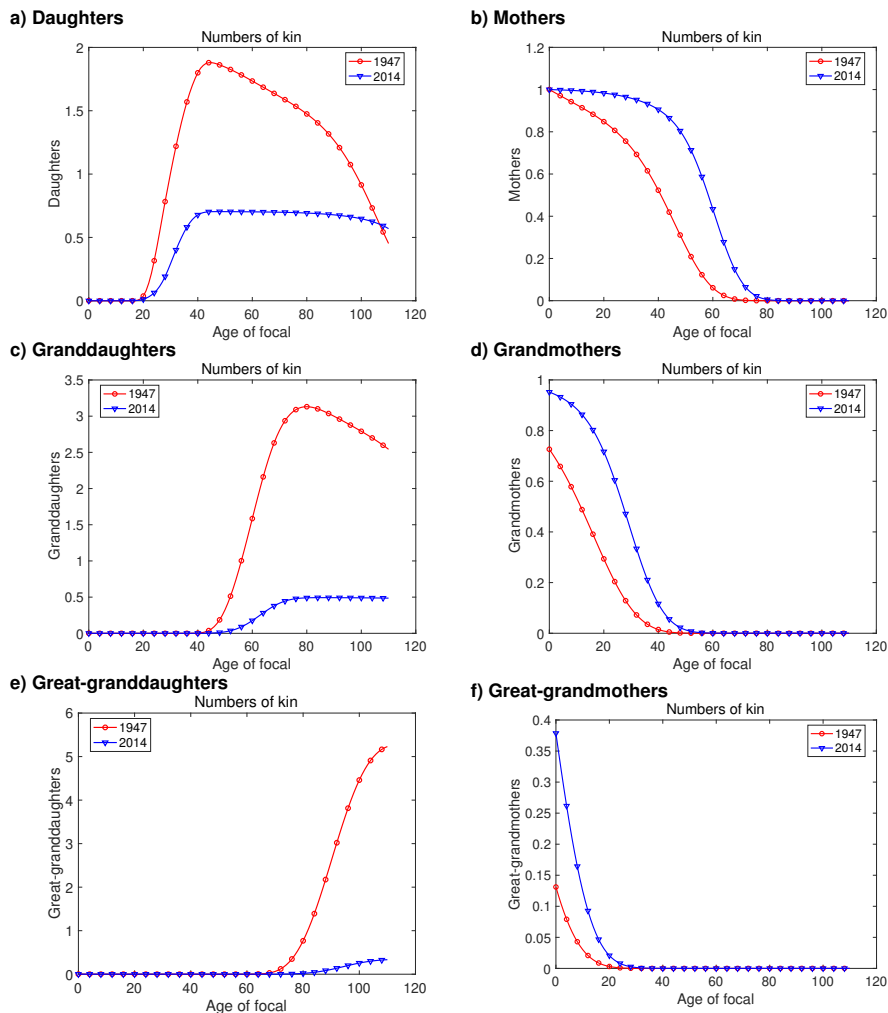 a) Daughters
Numbers of kin
1947
2014
Daughters
2
1.5
1
0.5
0
0 20 40 60 80 100 120
Age of focal
b) Mothers
Numbers of kin
1947
2014
Mothers
1.2
1
0.8
0.6
0.4
0.2
0
0 20 40 60 80 100 120
Age of focal
c) Granddaughters
Numbers of kin
1947
2014
Granddaughters
3.5
3
2.5
2
1.5
1
0.5
0
0 20 40 60 80 100 120
Age of focal
d) Grandmothers
Numbers of kin
1947
2014
Grandmothers
1
0.8
0.6
0.4
0.2
0
0 20 40 60 80 100 120
Age of focal
e) Great-granddaughters
Numbers of kin
1947
2014
Great-granddaughters
6
5
4
3
2
1
0
0 20 40 60 80 100 120
Age of focal
f) Great-grandmothers
Numbers of kin
1947
2014
Great-grandmothers
0.4
0.35
0.3
0.25
0.2
0.15
0.1
0.05
0
0 20 40 60 80 100 120
Age of focal